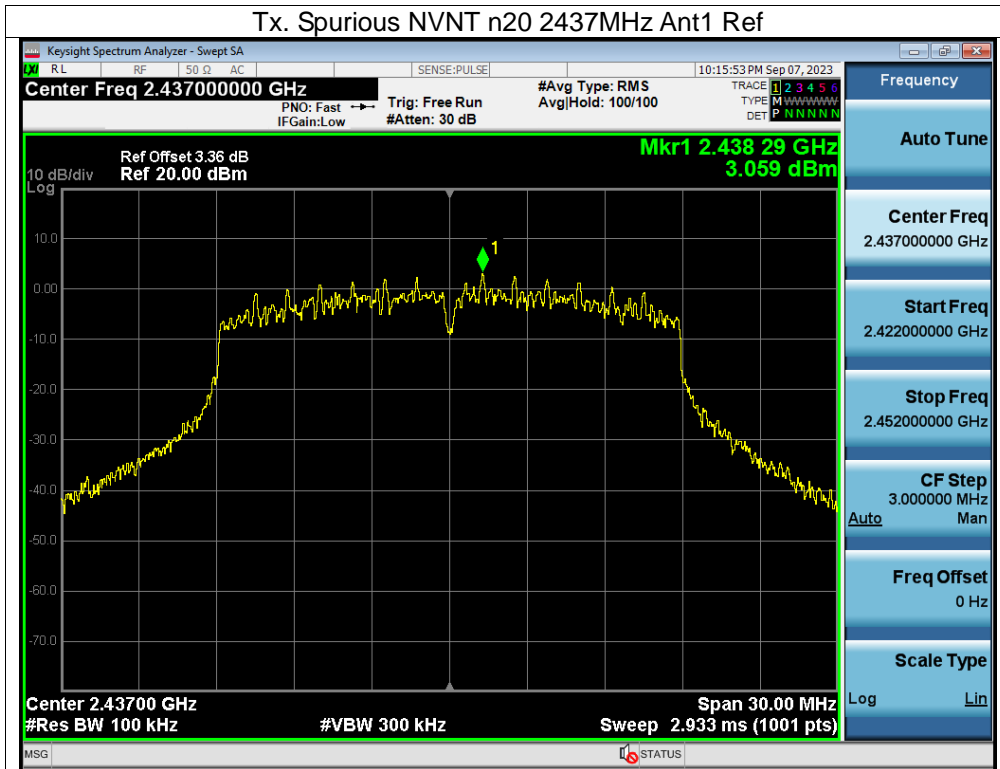 Tx. Spurious NVNT n20 2437MHz Ant1 Ref
Keysight Spectrum Analyzer - Swept SA
LXI RL RF 50 Ω AC SENSE:PULSE 10:15:53 PM Sep 07, 2023
Center Freq 2.437000000 GHz
PNO: Fast
IFGain:Low
Trig: Free Run
#Atten: 30 dB
#Avg Type: RMS
Avg|Hold: 100/100
TRACE 1 2 3 4 5 6
TYPE M WWWWW
DET P N N N N N
Mkr1 2.438 29 GHz
3.059 dBm
Ref Offset 3.36 dB
10 dB/div Ref 20.00 dBm
Log
10.0
0.00
-10.0
-20.0
-30.0
-40.0
-50.0
-60.0
-70.0
1
Center 2.43700 GHz Span 30.00 MHz
#Res BW 100 kHz #VBW 300 kHz Sweep 2.933 ms (1001 pts)
MSG STATUS
Frequency
Auto Tune
Center Freq
2.437000000 GHz
Start Freq
2.422000000 GHz
Stop Freq
2.452000000 GHz
CF Step
3.000000 MHz
Auto Man
Freq Offset
0 Hz
Scale Type
Log Lin